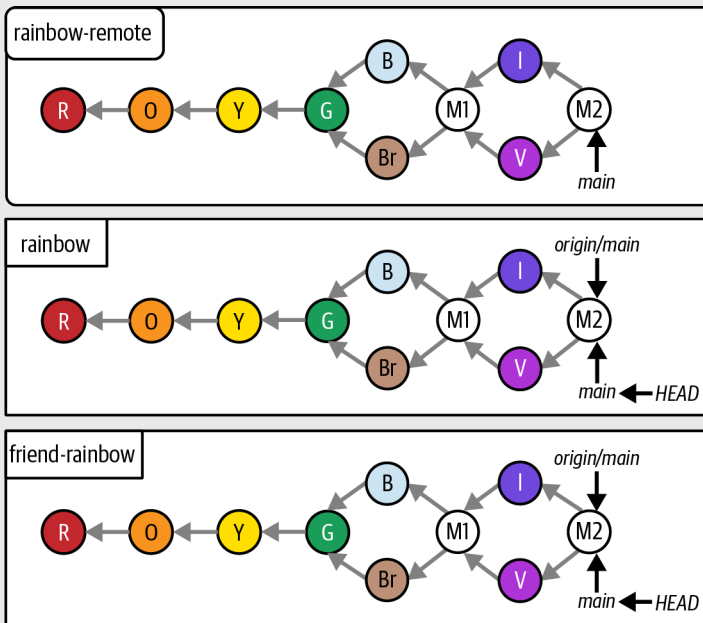 rainbow-remote
B I
R O Y G M1 M2
Br V
main
rainbow origin/main
B I
R O Y G M1 M2
Br V
main HEAD
friend-rainbow origin/main
B I
R O Y G M1 M2
Br V
main HEAD